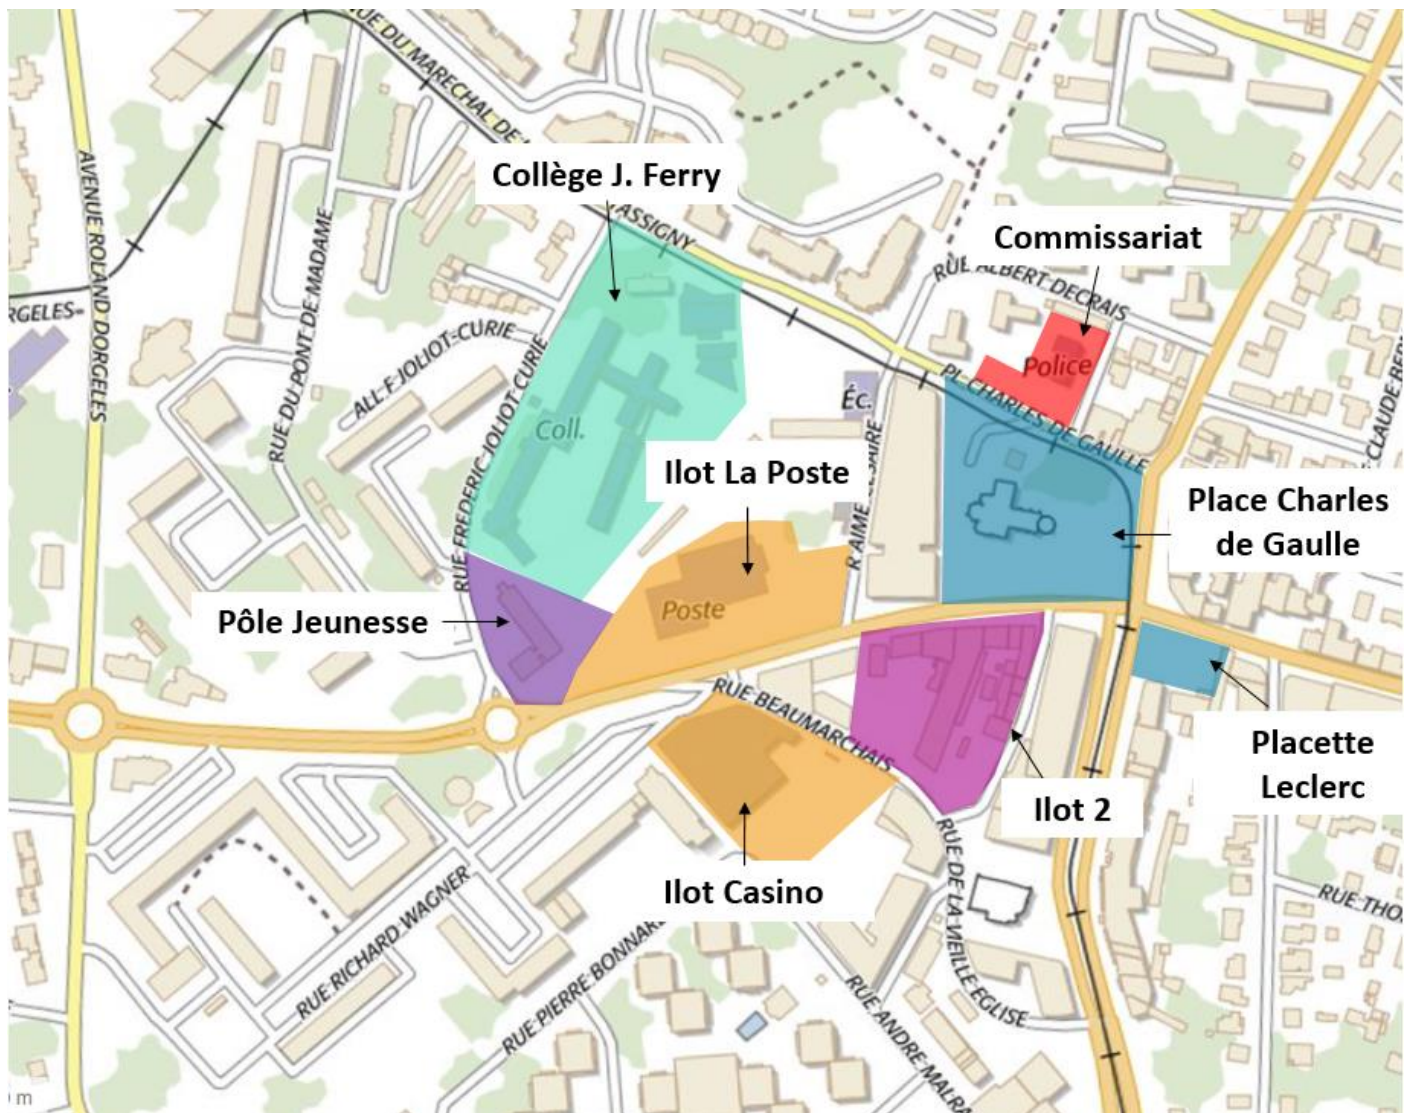 RUE DU MARECHAL DE
ASSIGNY
Collège J. Ferry
AVENUE ROLAND DORGELES
RGELES
RUE DU PONT DE MADAME
ALL F JOLIOT-CURIE
RUE FREDERIC JOLIOT-CURIE
Coll.
Commissariat
RUE ALBERT DECRAIS
Police
PL CHARLES DE GAULLE
Éc.
R AIME CESAIRE
Ilot La Poste
Poste
Place Charles
de Gaulle
Pôle Jeunesse
RUE BEAUMARCHAIS
Placette
Leclerc
Ilot 2
Ilot Casino
RUE DE LA VIEILLE EGLISE
RUE RICHARD WAGNER
RUE PIERRE BONNAR
RUE ANDRE MALRA
RUE THO
m